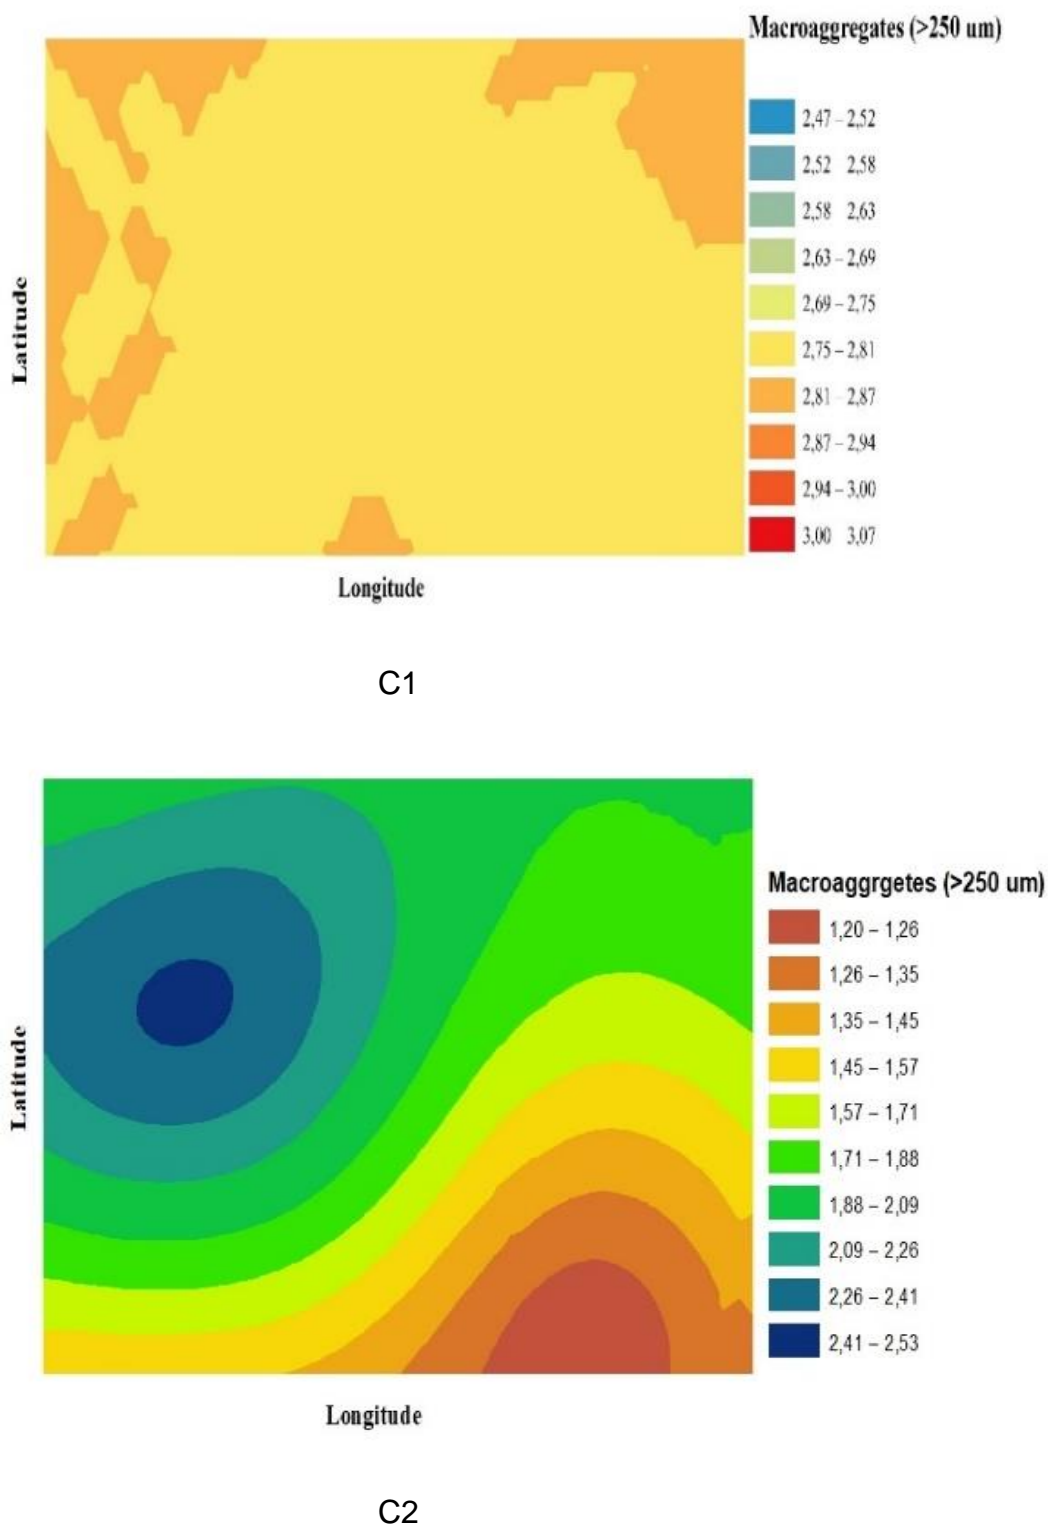 Macroaggregates (>250 um)
2,47 – 2,52
2,52 2,58
2,58 2,63
2,63 – 2,69
2,69 – 2,75
2,75 – 2,81
2,81 – 2,87
2,87 – 2,94
2,94 – 3,00
3,00 3,07
Latitude
Longitude
C1
Macroaggrgetes (>250 um)
1,20 – 1,26
1,26 – 1,35
1,35 – 1,45
1,45 – 1,57
1,57 – 1,71
1,71 – 1,88
1,88 – 2,09
2,09 – 2,26
2,26 – 2,41
2,41 – 2,53
Latitude
Longitude
C2